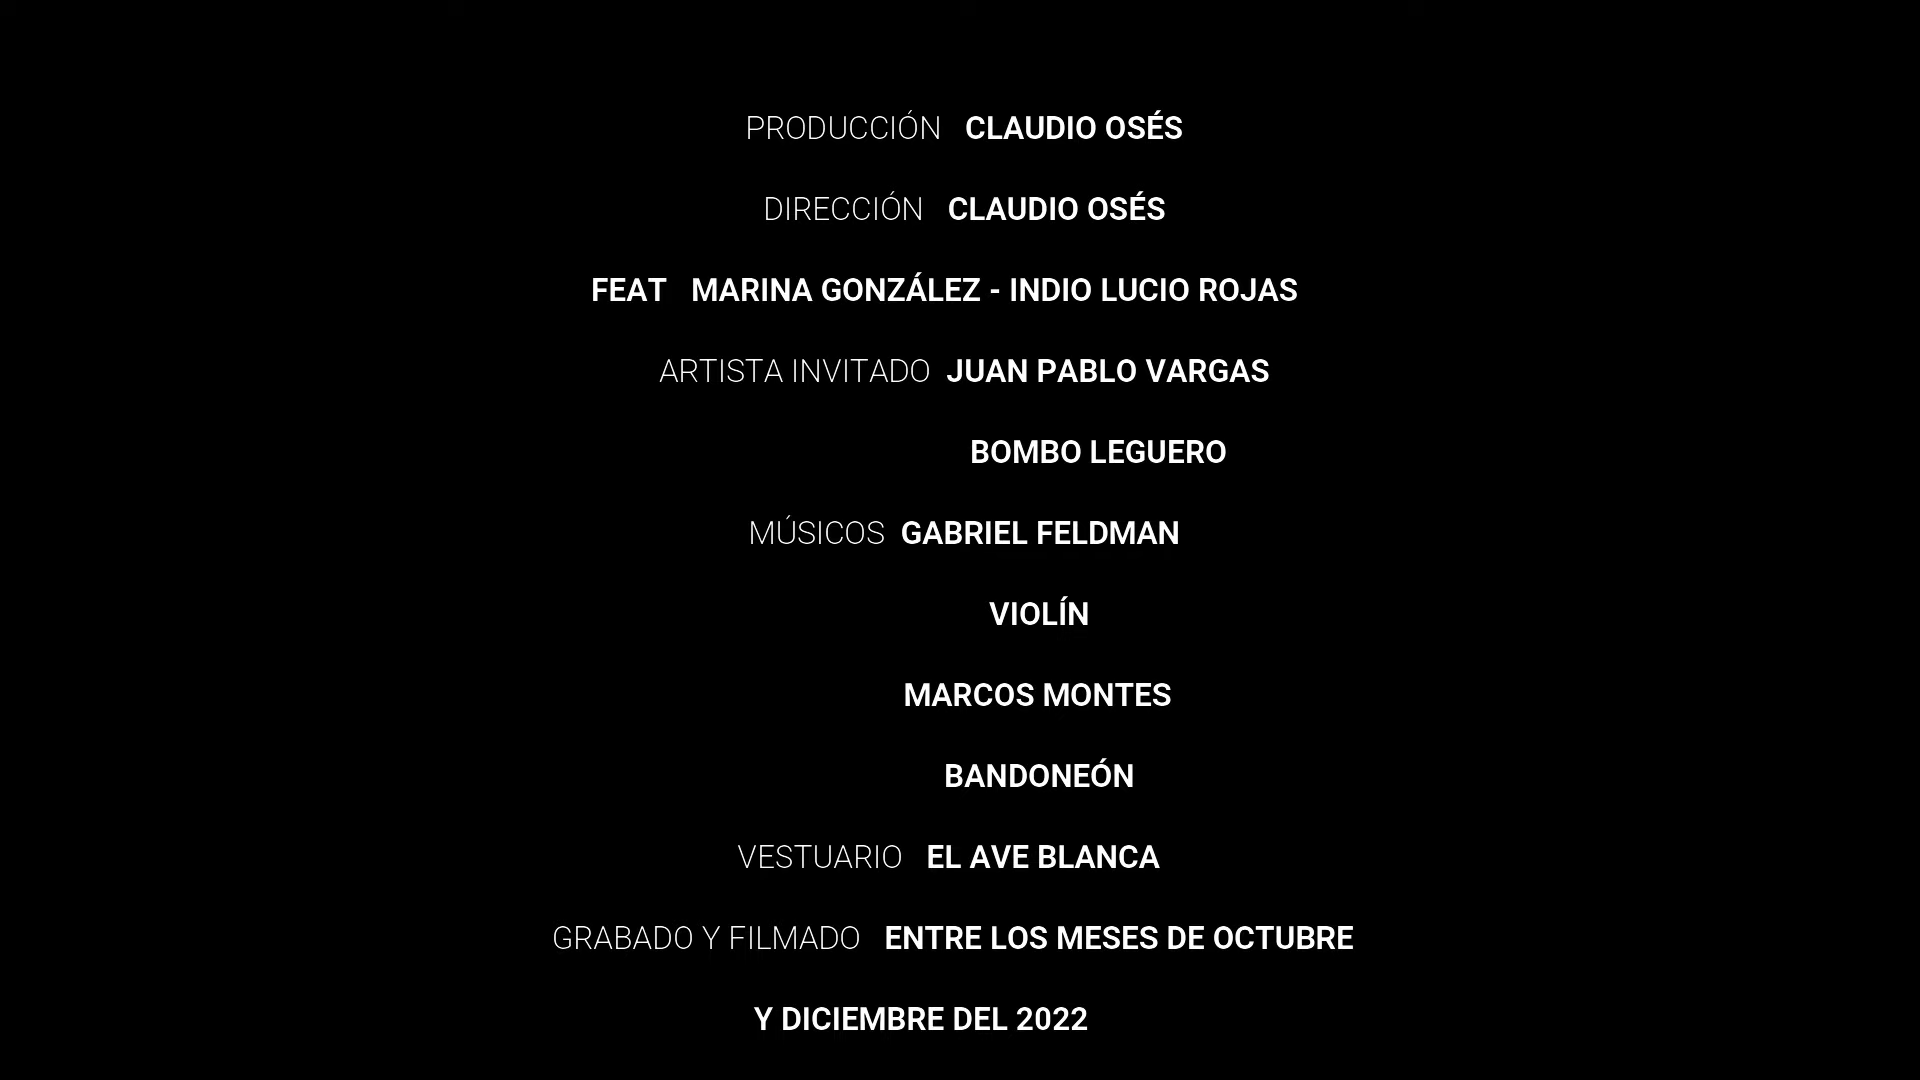 PRODUCCIÓN CLAUDIO OSÉS
DIRECCIÓN CLAUDIO OSÉS
FEAT MARINA GONZÁLEZ - INDIO LUCIO ROJAS
ARTISTA INVITADO JUAN PABLO VARGAS
BOMBO LEGUERO
MÚSICOS GABRIEL FELDMAN
VIOLÍN
MARCOS MONTES
BANDONEÓN
VESTUARIO EL AVE BLANCA
GRABADO Y FILMADO ENTRE LOS MESES DE OCTUBRE
Y DICIEMBRE DEL 2022